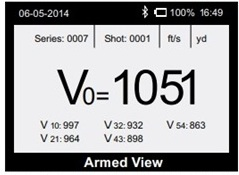 06-05-2014 100% 16:49
Series: 0007 Shot: 0001 ft/s yd
V0=1051
V 10: 997 V 32: 932 V 54: 863
V 21: 964 V 43: 898
Armed View